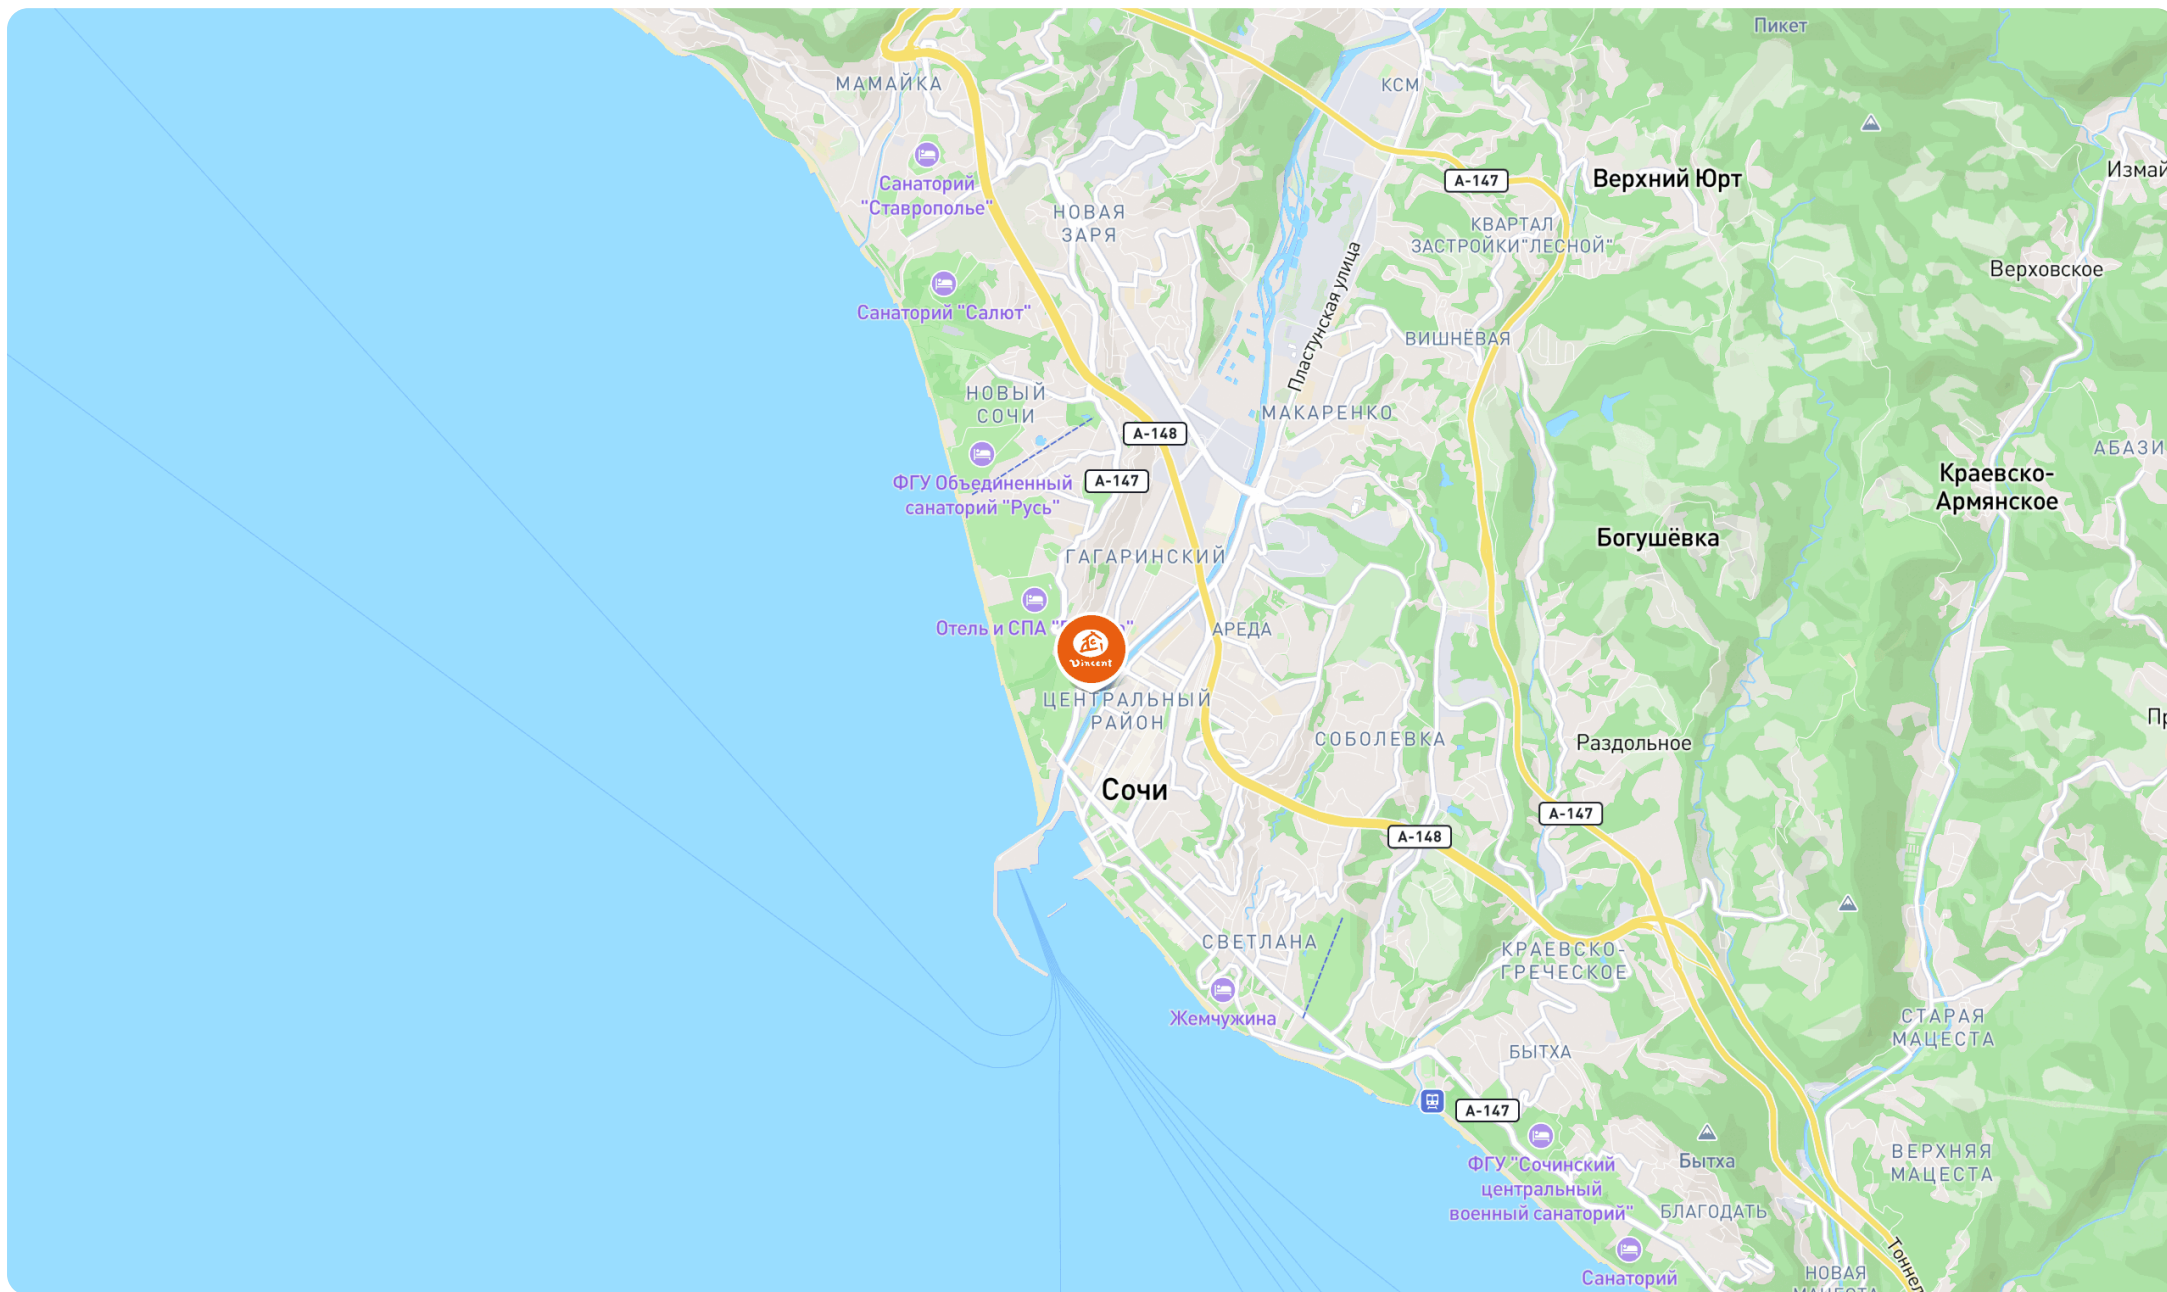 Пикет
МАМАЙКА
КСМ
Санаторий
"Ставрополье"
А-147
Верхний Юрт
НОВАЯ
ЗАРЯ
КВАРТАЛ
ЗАСТРОЙКИ"ЛЕСНОЙ"
Верховское
Санаторий "Салют"
Пластунская улица
ВИШНЁВАЯ
НОВЫЙ
СОЧИ
МАКАРЕНКО
А-148
А-147
ФГУ Объединенный
санаторий "Русь"
Краевско-
Армянское
Богушёвка
ГАГАРИНСКИЙ
Отель и СПА
Vincent
АРЕДА
ЦЕНТРАЛЬНЫЙ
РАЙОН
СОБОЛЕВКА
Раздольное
Сочи
А-147
А-148
СВЕТЛАНА
КРАЕВСКО-
ГРЕЧЕСКОЕ
Жемчужина
СТАРАЯ
МАЦЕСТА
БЫТХА
А-147
ФГУ "Сочинский
центральный
военный санаторий"
Бытха
ВЕРХНЯЯ
МАЦЕСТА
БЛАГОДАТЬ
Санаторий
НОВАЯ